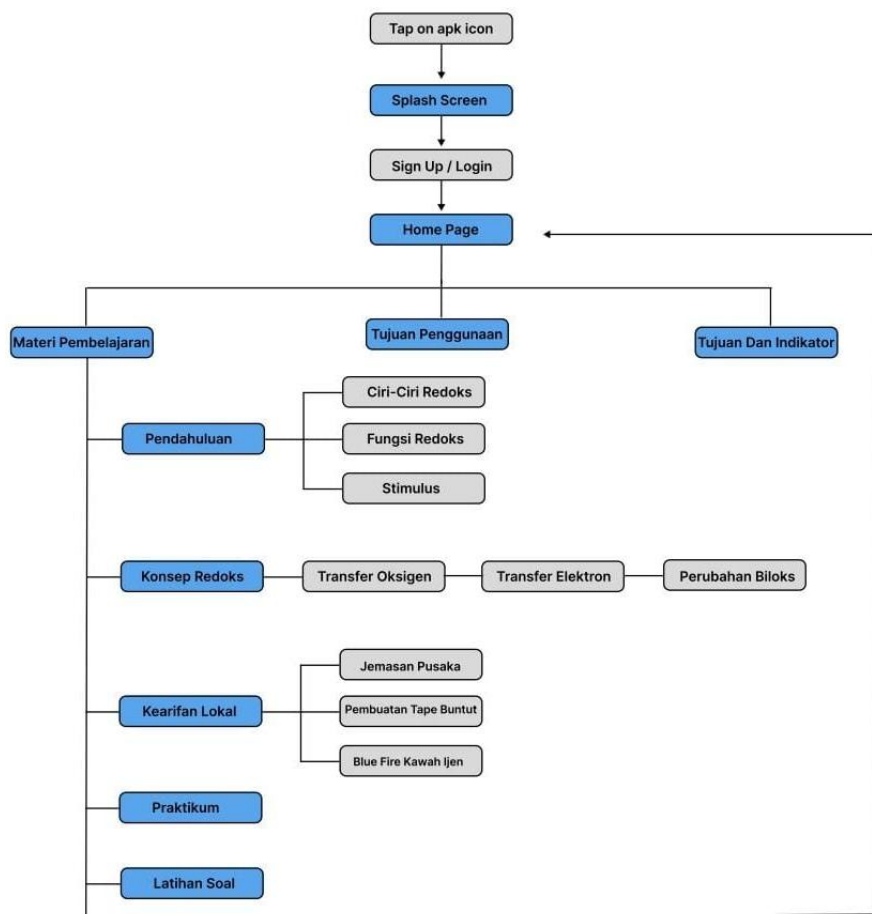 Tap on apk icon
Splash Screen
Sign Up / Login
Home Page
Materi Pembelajaran
Tujuan Penggunaan
Tujuan Dan Indikator
Ciri-Ciri Redoks
Pendahuluan
Fungsi Redoks
Stimulus
Konsep Redoks
Transfer Oksigen
Transfer Elektron
Perubahan Biloks
Jemasan Pusaka
Kearifan Lokal
Pembuatan Tape Buntut
Blue Fire Kawah Ijen
Praktikum
Latihan Soal